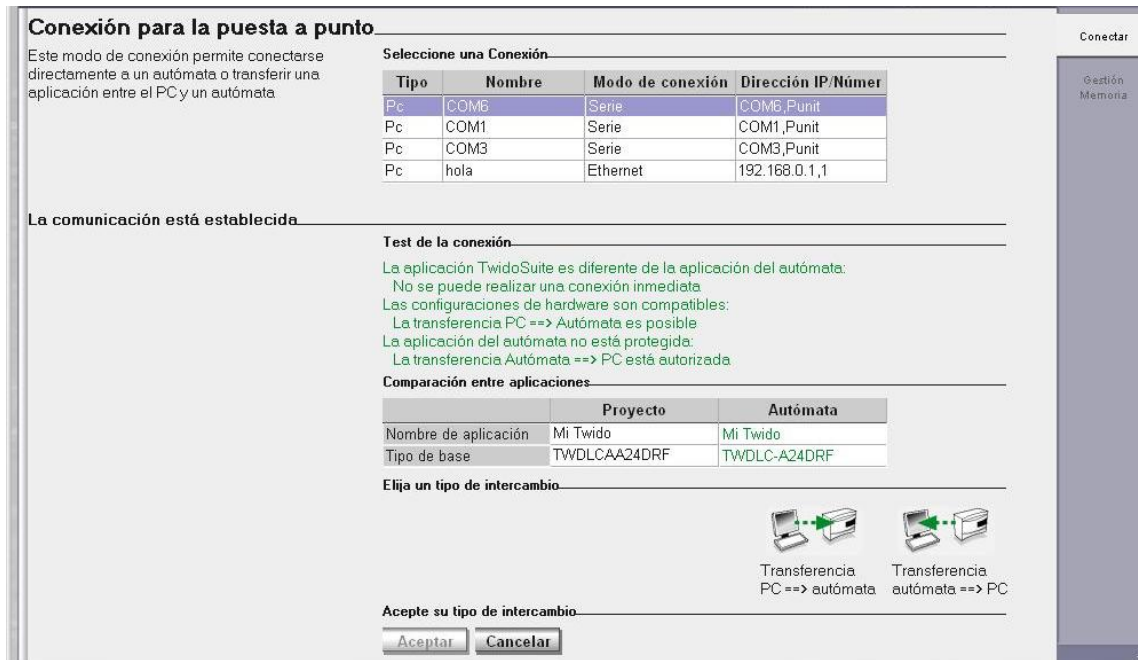 Conexión para la puesta a punto
Conectar
Este modo de conexión permite conectarse
directamente a un autómata o transferir una
aplicación entre el PC y un autómata
Gestión
Memoria
Seleccione una Conexión
Tipo Nombre Modo de conexión Dirección IP/Númer
Pc COM6 Serie COM6,Punit
Pc COM1 Serie COM1,Punit
Pc COM3 Serie COM3,Punit
Pc hola Ethernet 192.168.0.1,1
La comunicación está establecida
Test de la conexión
La aplicación TwidoSuite es diferente de la aplicación del autómata:
No se puede realizar una conexión inmediata
Las configuraciones de hardware son compatibles:
La transferencia PC ==> Autómata es posible
La aplicación del autómata no está protegida:
La transferencia Autómata ==> PC está autorizada
Comparación entre aplicaciones
Proyecto Autómata
Nombre de aplicación Mi Twido Mi Twido
Tipo de base TWDLCAA24DRF TWDLC-A24DRF
Elija un tipo de intercambio
Transferencia
PC ==> autómata
Transferencia
autómata ==> PC
Acepte su tipo de intercambio
Aceptar Cancelar